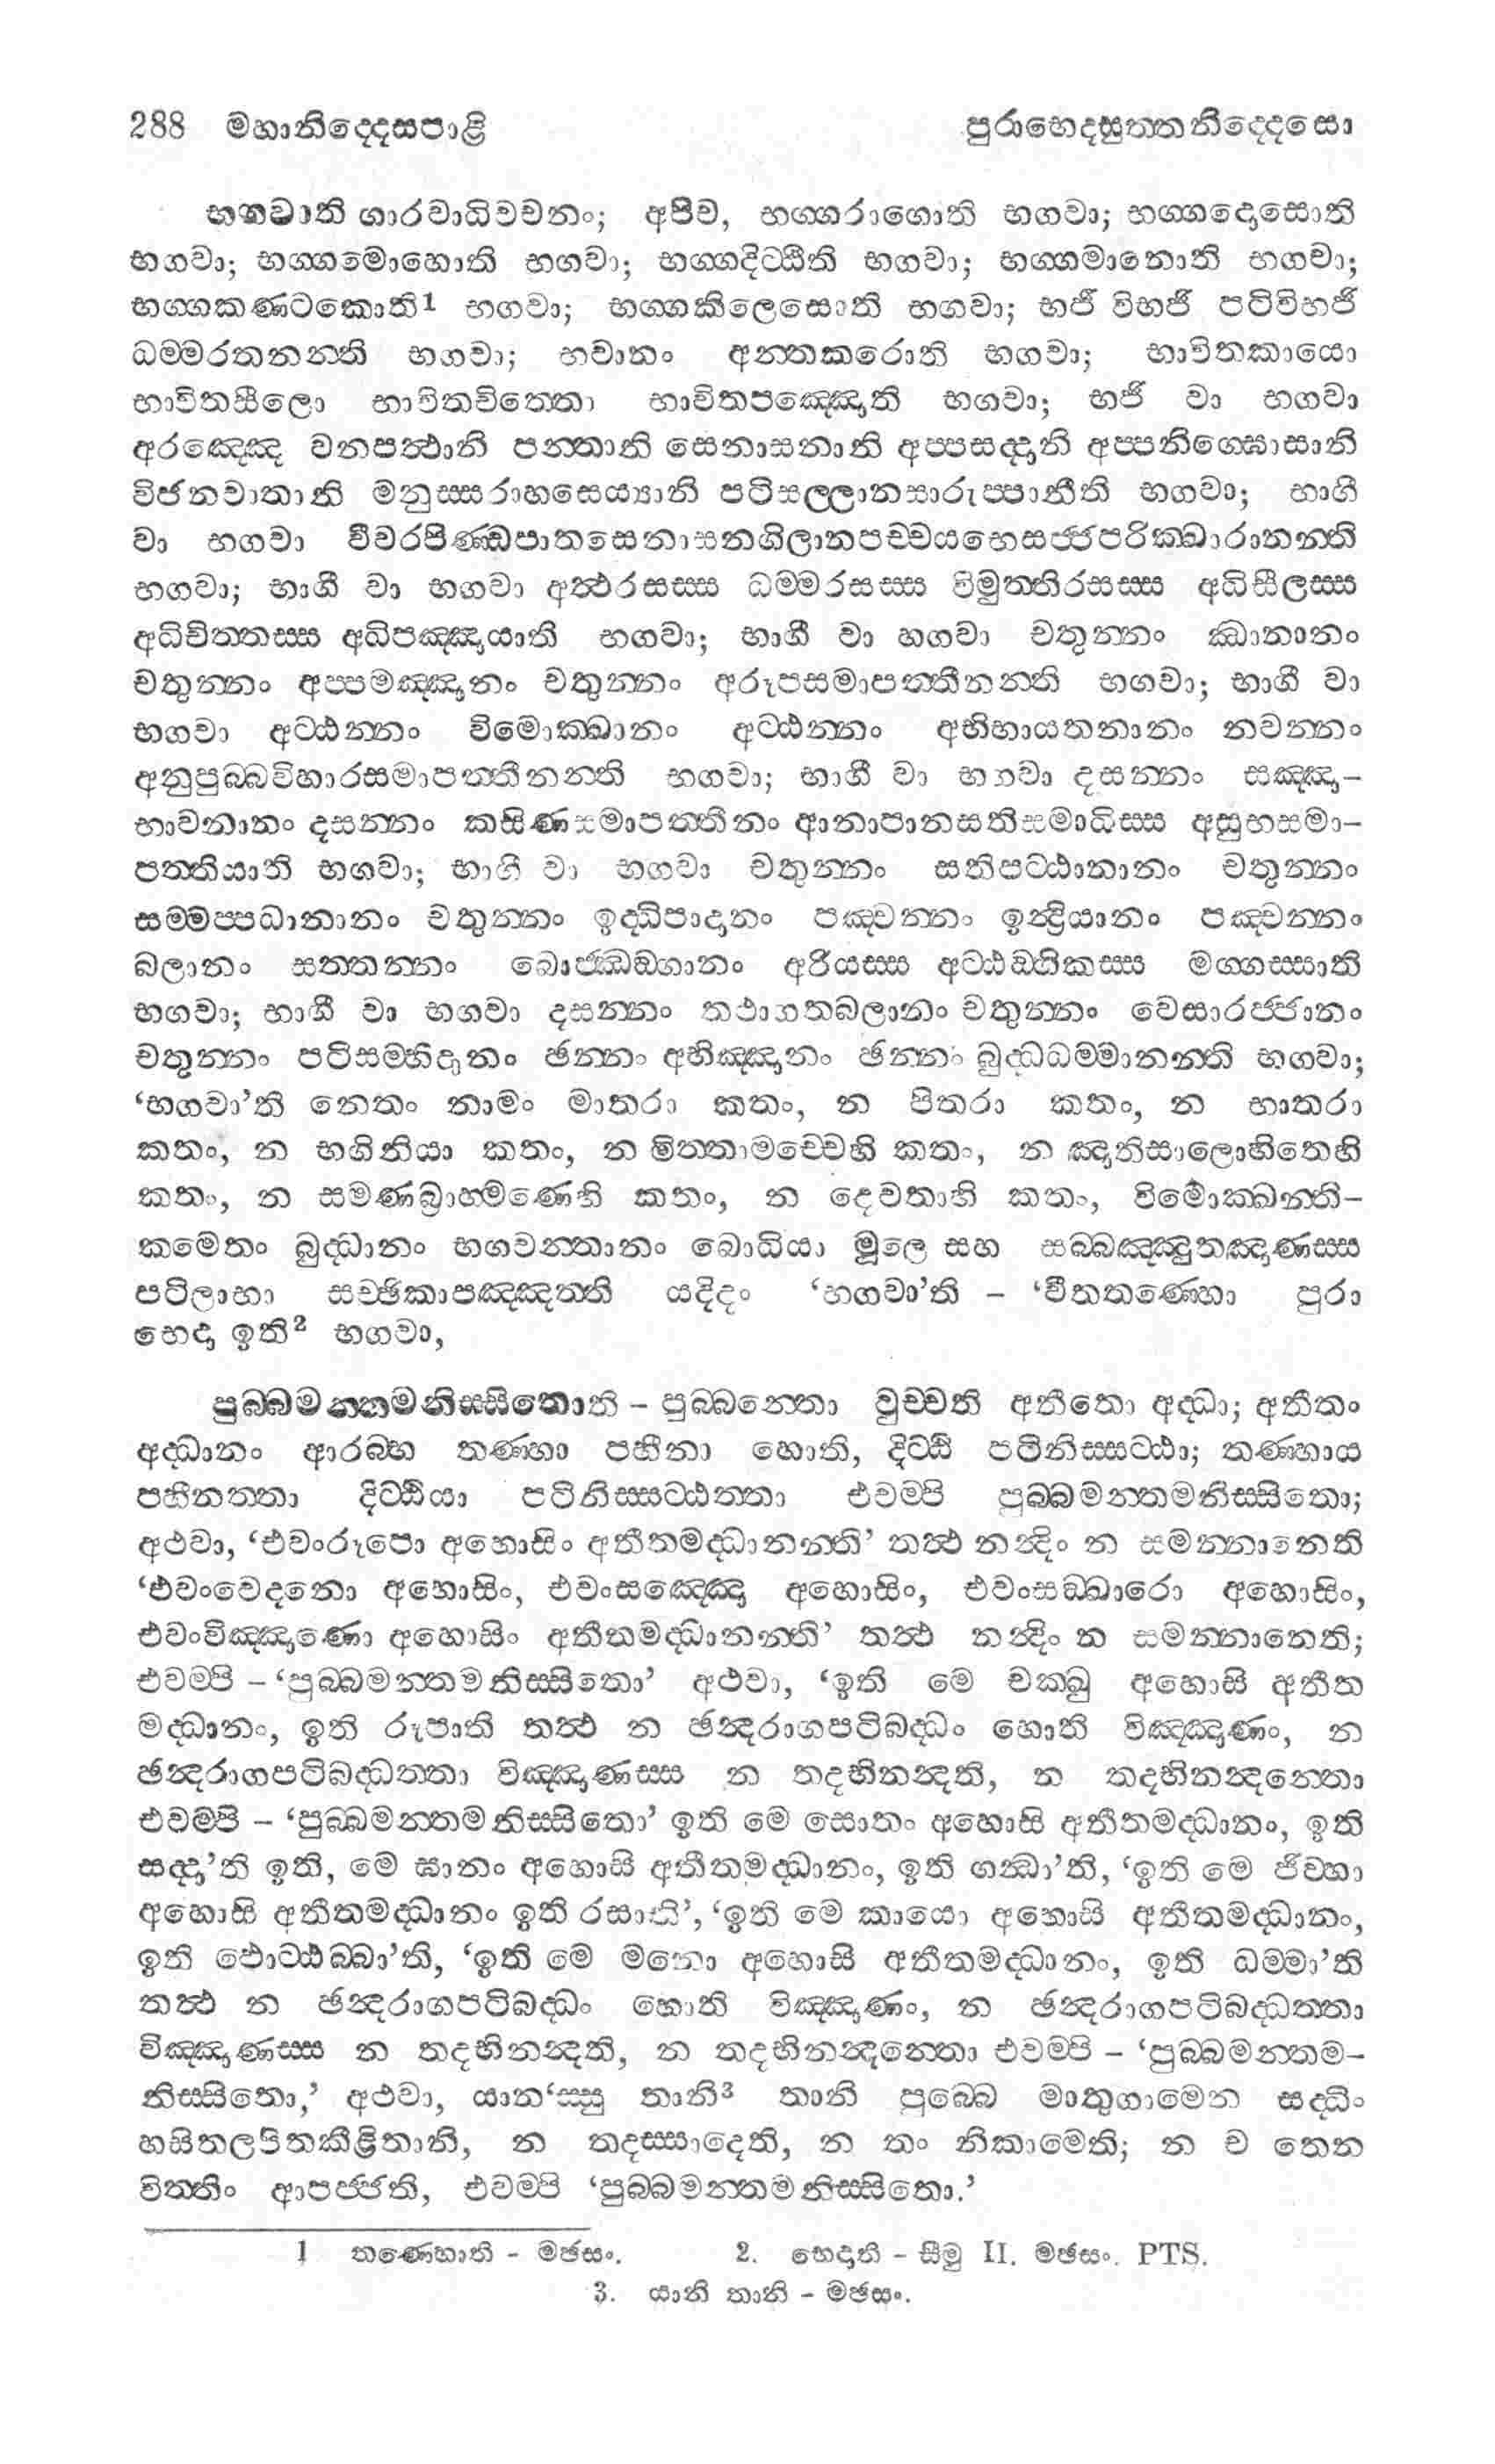 288 මහානිද්දෙසපාළි පුරාභෙදසුත්තනිද්දෙසො
භගවාති ගාරවාධිවචනං; අපිච, භග්ගරාගොති භගවා; භග්ගදොසොති
භගවා; භග්ගමොහොති භගවා; භග්ගදිට්ඨීති භගවා; භග්ගමානොති භගවා;
භග්ගකණ්ටකොති1 භගවා; භග්ගකිලෙසොති භගවා; භජී විභජී පටිවිභජී
ධම්මරතනන්ති භගවා; භවානං අන්තකරොති භගවා; භාවිතකායො
භාවිතසීලො භාවිතචිත්තො භාවිතපඤ්ඤොති භගවා; භජී වා භගවා
අරඤ්ඤෙ වනපත්ථානි පන්තානි සෙනාසනානි අප්පසද්දානි අප්පනිග්ඝොසානි
විජනවාතානි මනුස්සරාහසෙය්‍යානි පටිසල්ලානසාරුප්පානීති භගවා; භාගී
වා භගවා චීවරපිණ්ඩපාතසෙනාසනගිලානපච්චයභෙසජ්ජපරික්ඛාරානන්ති
භගවා; භාගී වා භගවා අත්ථරසස්ස ධම්මරසස්ස විමුත්තිරසස්ස අධිසීලස්ස
අධිචිත්තස්ස අධිපඤ්ඤායාති භගවා; භාගී වා භගවා චතුන්නං ඣානානං
චතුන්නං අප්පමඤ්ඤානං චතුන්නං අරූපසමාපත්තීනන්ති භගවා; භාගී වා
භගවා අට්ඨන්නං විමොක්ඛානං අට්ඨන්නං අභිභායතනානං නවන්නං
අනුපුබ්බවිහාරසමාපත්තීනන්ති භගවා; භාගී වා භගවා දසන්නං සඤ්ඤා-
භාවනානං දසන්නං කසිණසමාපත්තීනං ආනාපානසතිසමාධිස්ස අසුභසමා-
පත්තියාති භගවා; භාගී වා භගවා චතුන්නං සතිපට්ඨානානං චතුන්නං
සම්මප්පධානානං චතුන්නං ඉද්ධිපාදානං පඤ්චන්නං ඉන්ද්‍රියානං පඤ්චන්නං
බලානං සත්තන්නං බොජ්ඣඞ්ගානං අරියස්ස අට්ඨඞ්ගිකස්ස මග්ගස්සාති
භගවා; භාගී වා භගවා දසන්නං තථාගතබලානං චතුන්නං වෙසාරජ්ජානං
චතුන්නං පටිසම්භිදානං ඡන්නං අභිඤ්ඤානං ඡන්නං බුද්ධධම්මානන්ති භගවා;
‘භගවා’ති නෙතං නාමං මාතරා කතං, න පිතරා කතං, න භාතරා
කතං, න භගිනියා කතං, න මිත්තාමච්චෙහි කතං, න ඤාතිසාලොහිතෙහි
කතං, න සමණබ්‍රාහ්මණෙහි කතං, න දෙවතාහි කතං, විමොක්ඛන්ති-
කමෙතං බුද්ධානං භගවන්තානං බොධියා මූලෙ සහ සබ්බඤ්ඤුතඤාණස්ස
පටිලාභා සච්ඡිකාපඤ්ඤත්ති යදිදං ‘භගවා’ති – ‘වීතතණ්හො පුරා
භෙදා ඉති2 භගවා,
පුබ්බමන්තමනිස්සිතොති – පුබ්බන්තො වුච්චති අතීතො අද්ධා; අතීතං
අද්ධානං ආරබ්භ තණ්හා පහීනා හොති, දිට්ඨි පටිනිස්සට්ඨා; තණ්හාය
පහීනත්තා දිට්ඨියා පටිනිස්සට්ඨත්තා එවම්පි පුබ්බමන්තමනිස්සිතො;
අථවා, ‘එවංරූපො අහොසිං අතීතමද්ධානන්ති’ තත්ථ නන්දිං න සමන්නානෙති
‘එවංවෙදනො අහොසිං, එවංසඤ්ඤො අහොසිං, එවංසඞ්ඛාරො අහොසිං,
එවංවිඤ්ඤාණො අහොසිං අතීතමද්ධානන්ති’ තත්ථ නන්දිං න සමන්නානෙති;
එවම්පි – ‘පුබ්බමන්තමනිස්සිතො’ අථවා, ‘ඉති මෙ චක්ඛු අහොසි අතීත
මද්ධානං, ඉති රූපාති තත්ථ න ඡන්දරාගපටිබද්ධං හොති විඤ්ඤාණං, න
ඡන්දරාගපටිබද්ධත්තා විඤ්ඤාණස්ස න තදභිනන්දති, න තදභිනන්දන්තො
එවම්පි – ‘පුබ්බමන්තමනිස්සිතො’ ඉති මෙ සොතං අහොසි අතීතමද්ධානං, ඉති
සද්දා’ති ඉති, මෙ ඝානං අහොසි අතීතමද්ධානං, ඉති ගන්ධා’ති, ‘ඉති මෙ ජිව්හා
අහොසි අතීතමද්ධානං ඉති රසාති’, ‘ඉති මෙ කායො අහොසි අතීතමද්ධානං,
ඉති ඵොට්ඨබ්බා’ති, ‘ඉති මෙ මනො අහොසි අතීතමද්ධානං, ඉති ධම්මා’ති
තත්ථ න ඡන්දරාගපටිබද්ධං හොති විඤ්ඤාණං, න ඡන්දරාගපටිබද්ධත්තා
විඤ්ඤාණස්ස න තදභිනන්දති, න තදභිනන්දන්තො එවම්පි – ‘පුබ්බමන්තම-
නිස්සිතො,’ අථවා, යාන‘ස්සු තානි3 තානි පුබ්බෙ මාතුගාමෙන සද්ධිං
හසිතලපිතකීළිතානි, න තදස්සාදෙති, න තං නිකාමෙති; න ච තෙන
විත්තිං ආපජ්ජති, එවම්පි ‘පුබ්බමන්තමනිස්සිතො.’
1 තණ්හොති – මඡසං. 2. භෙදාති – සීමු II. මඡසං. PTS.
3. යානි තානි – මඡසං.